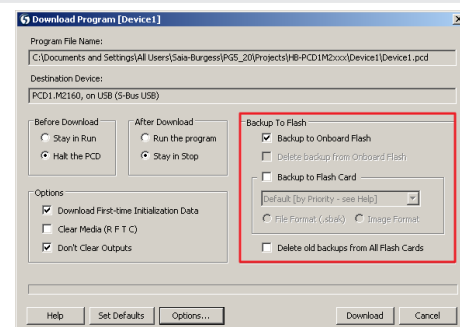 Download Program [Device1]
Program File Name:
C:\Documents and Settings\All Users\Saia-Burgess\PG5_20\Projects\HB-PCD1M2xxx\Device1\Device1.pcd
Destination Device:
PCD1.M2160, on USB (S-Bus USB)
Before Download
Stay in Run
Halt the PCD
After Download
Run the program
Stay in Stop
Options
Download First-time Initialization Data
Clear Media (R F T C)
Don't Clear Outputs
Backup To Flash
Backup to Onboard Flash
Delete backup from Onboard Flash
Backup to Flash Card
Default [by Priority - see Help]
File Format (.sbak) Image Format
Delete old backups from All Flash Cards
Help Set Defaults Options... Download Cancel